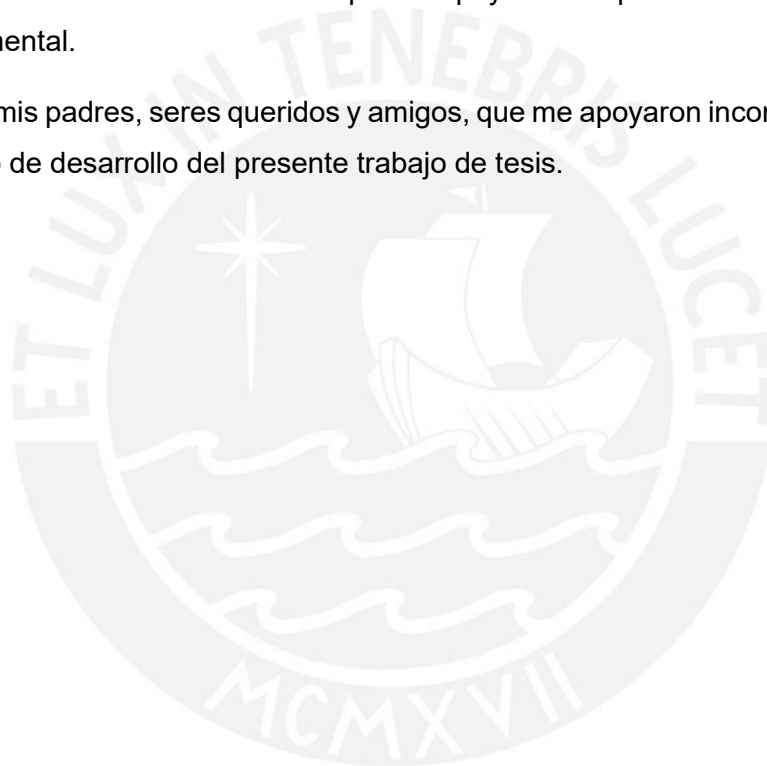 mental.
mis padres, seres queridos y amigos, que me apoyaron incon
de desarrollo del presente trabajo de tesis.
ET LUX IN TENEBRIS LUCET
MCMXVII